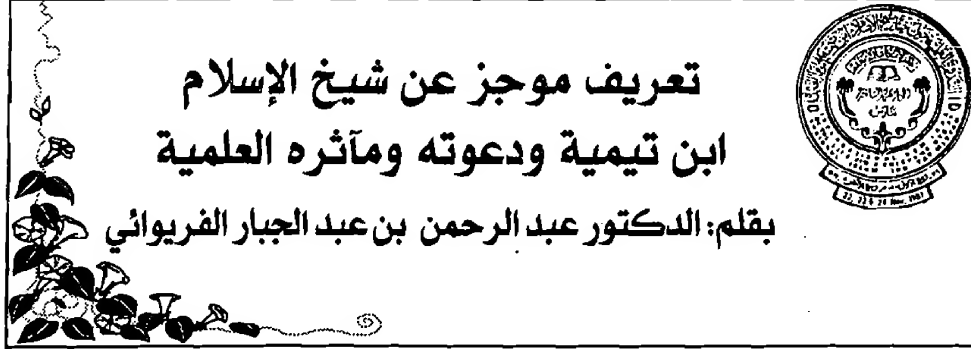 تعريف موجز عن شيخ الإسلام
ابن تيمية ودعوته ومآثره العلمية
بقلم: الدكتور عبد الرحمن بن عبد الجبار الفريوائي